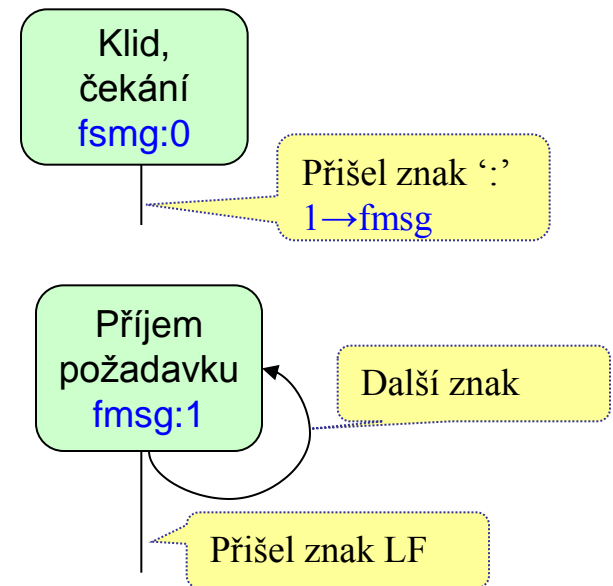 Klid,
čekání
fsmg:0
Přišel znak ‘:’
1→fmsg
Příjem
požadavku
fmsg:1
Další znak
Přišel znak LF